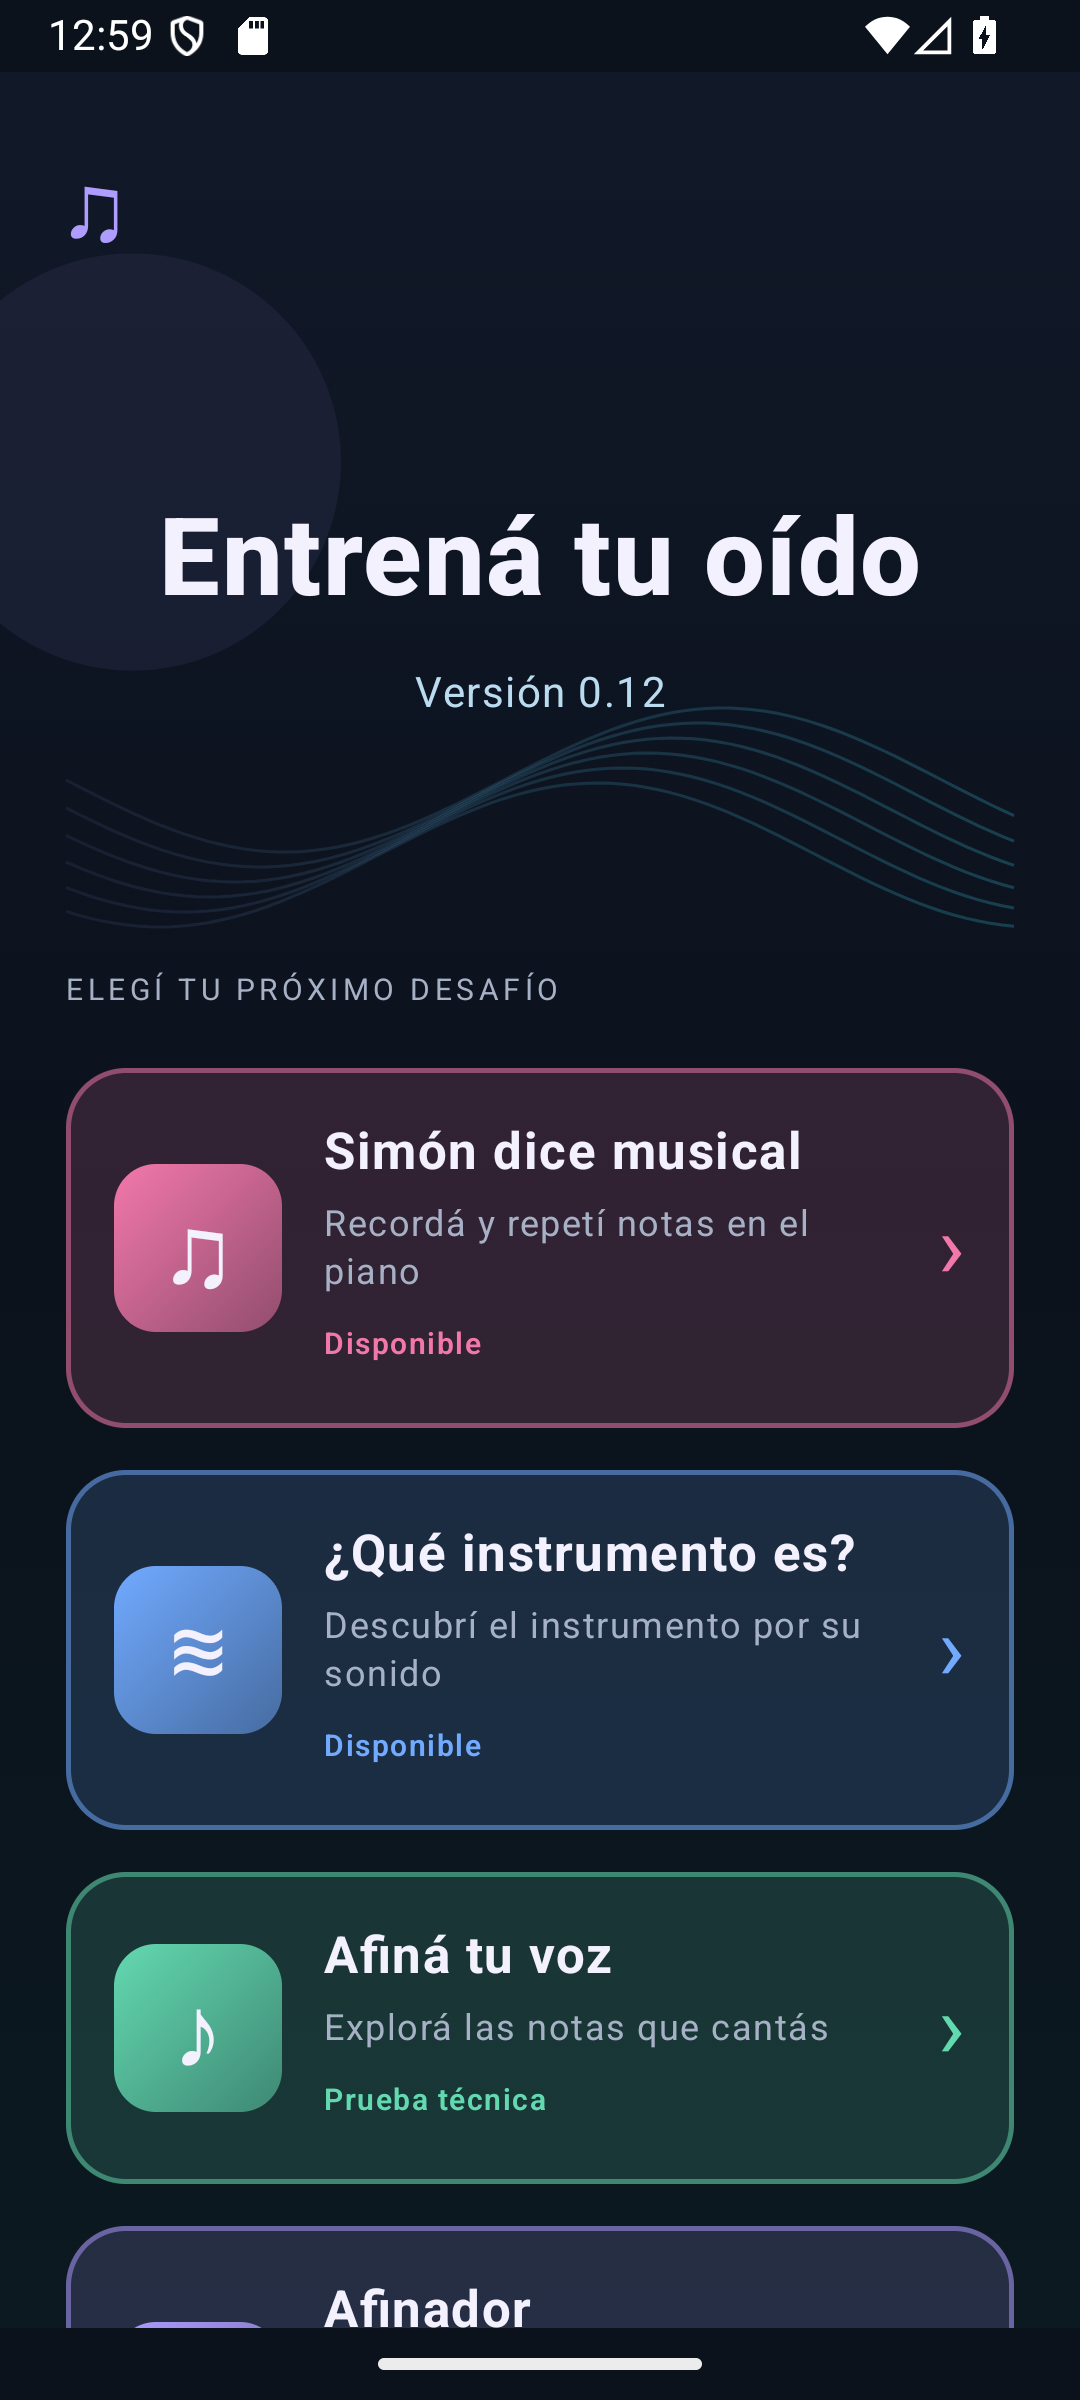 12:59
Entrená tu oído
Versión 0.12
ELEGÍ TU PRÓXIMO DESAFÍO
Simón dice musical
Recordá y repetí notas en el
piano
Disponible
¿Qué instrumento es?
Descubrí el instrumento por su
sonido
Disponible
Afiná tu voz
Explorá las notas que cantás
Prueba técnica
Afinador